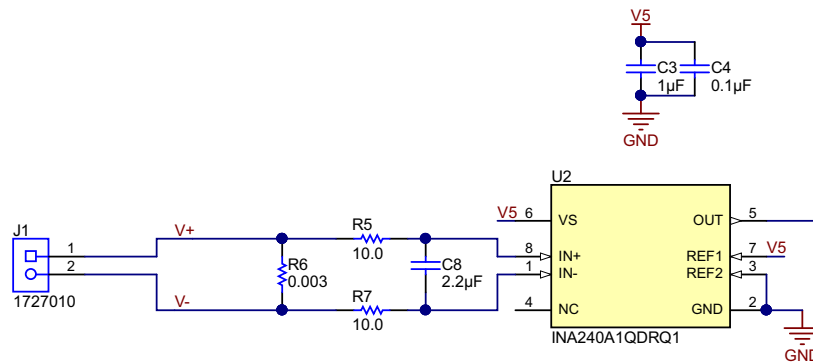 V5
C3
1µF
C4
0.1µF
GND
U2
V5 6 VS
OUT 5
J1
1
2
1727010
V+
V-
R5
10.0
R6
0.003
C8
2.2µF
R7
10.0
8 IN+
1 IN-
4 NC
REF1 7 V5
REF2 3
GND 2
INA240A1QDRQ1
GND